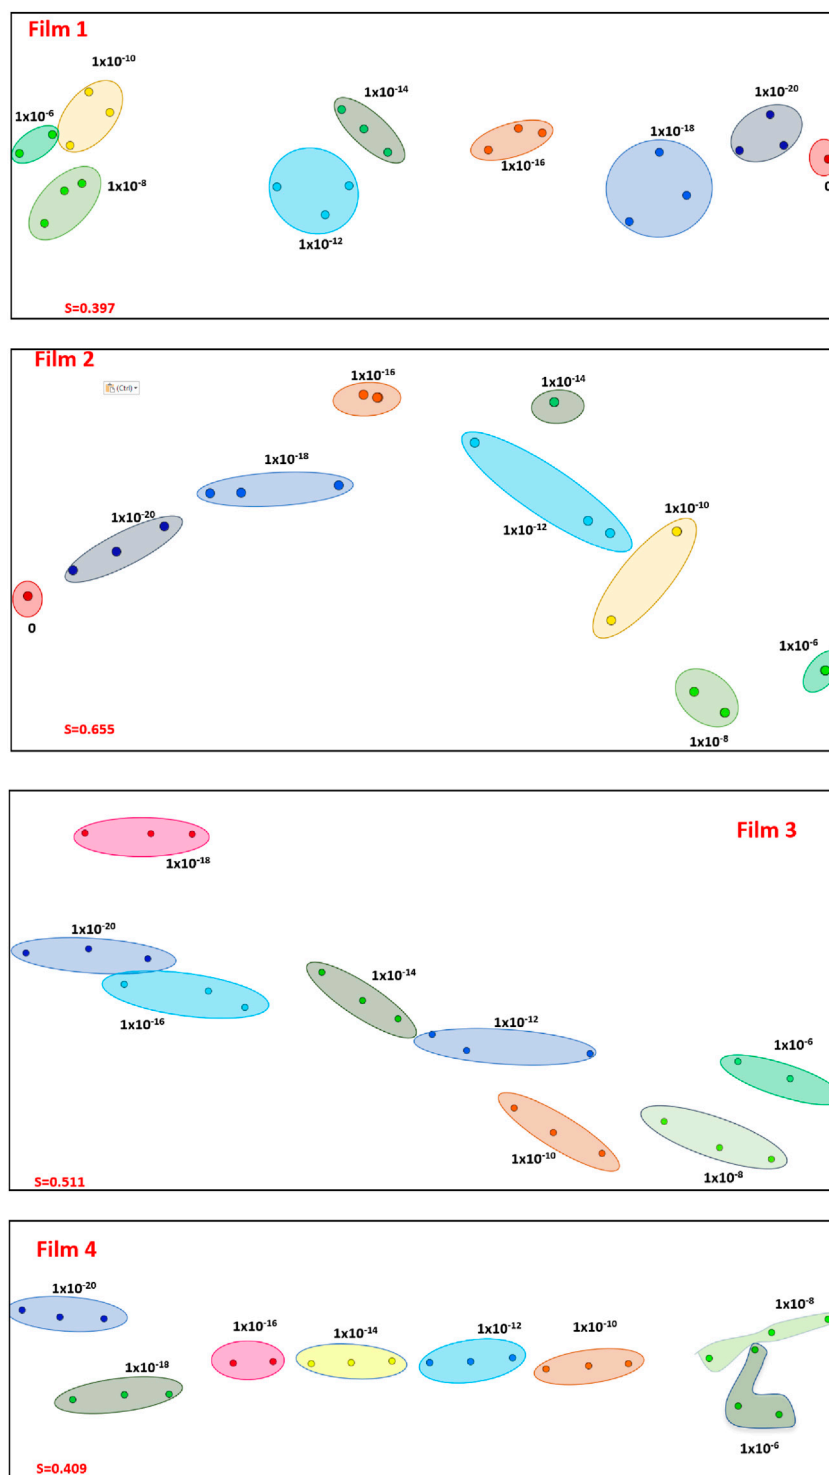 Film 1
1x10⁻¹⁰
1x10⁻⁶
1x10⁻¹⁴
1x10⁻²⁰
1x10⁻¹⁸
1x10⁻¹⁶
1x10⁻⁸
0
1x10⁻¹²
S=0.397
Film 2
1x10⁻¹⁶
1x10⁻¹⁴
(Ctrl)
1x10⁻¹⁸
1x10⁻¹⁰
1x10⁻²⁰
1x10⁻¹²
0
1x10⁻⁶
S=0.655
1x10⁻⁸
Film 3
1x10⁻¹⁸
1x10⁻²⁰
1x10⁻¹⁴
1x10⁻¹⁶
1x10⁻¹²
1x10⁻⁶
1x10⁻¹⁰
1x10⁻⁸
S=0.511
Film 4
1x10⁻²⁰
1x10⁻⁸
1x10⁻¹⁶
1x10⁻¹⁴
1x10⁻¹²
1x10⁻¹⁰
1x10⁻¹⁸
1x10⁻⁶
S=0.409